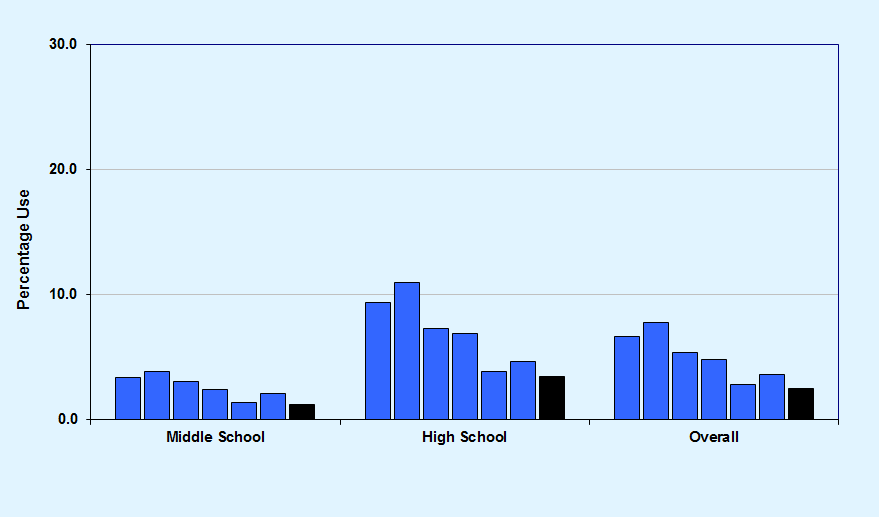 30.0
20.0
10.0
0.0
Percentage Use
Middle School
High School
Overall